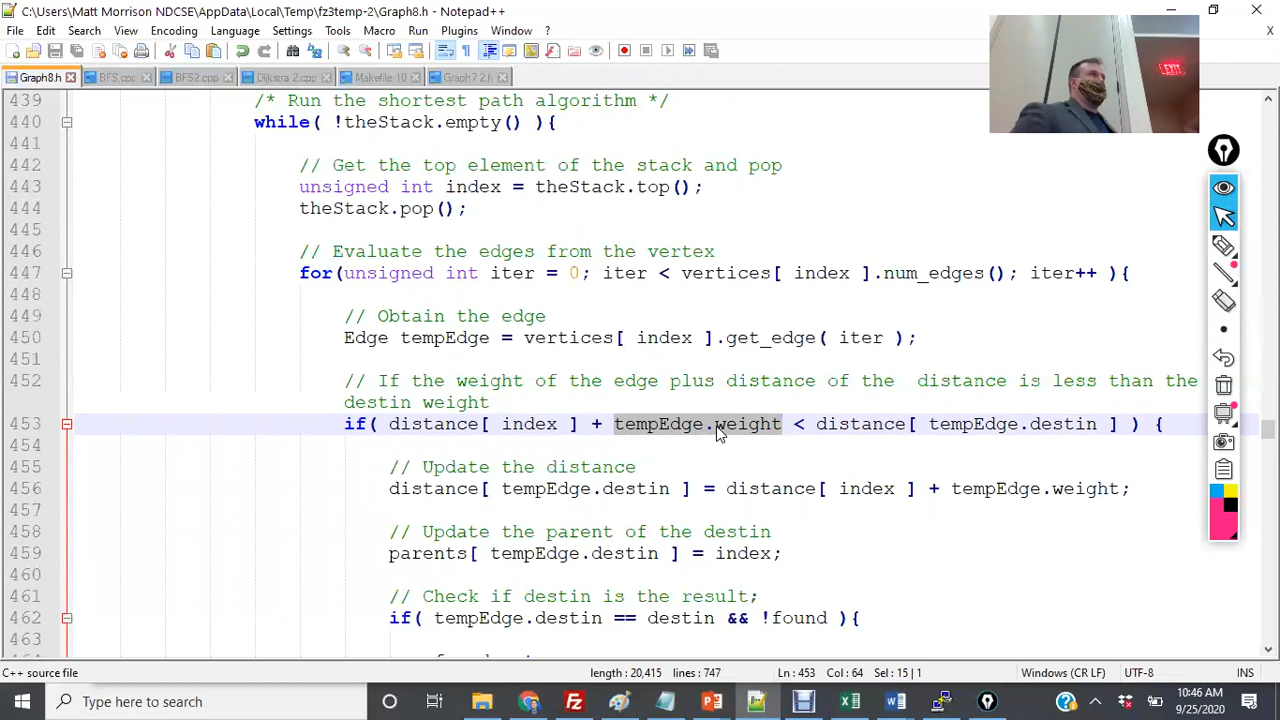 C:\Users\Matt Morrison NDCSE\AppData\Local\Temp\fz3temp-2\Graph8.h - Notepad++
File Edit Search View Encoding Language Settings Tools Macro Run Plugins Window ? X
Graph8.h BFS.cpp BFS2.cpp Dijkstra 2.cpp Makefile 10 Graph7 2.h
EXIT
439 /* Run the shortest path algorithm */
440 while( !theStack.empty() ){
441
442 // Get the top element of the stack and pop
443 unsigned int index = theStack.top();
444 theStack.pop();
445
446 // Evaluate the edges from the vertex
447 for(unsigned int iter = 0; iter < vertices[ index ].num_edges(); iter++ ){
448
449 // Obtain the edge
450 Edge tempEdge = vertices[ index ].get_edge( iter );
451
452 // If the weight of the edge plus distance of the  distance is less than the
destin weight
453 if( distance[ index ] + tempEdge.weight < distance[ tempEdge.destin ] ) {
454
455 // Update the distance
456 distance[ tempEdge.destin ] = distance[ index ] + tempEdge.weight;
457
458 // Update the parent of the destin
459 parents[ tempEdge.destin ] = index;
460
461 // Check if destin is the result;
462 if( tempEdge.destin == destin && !found ){
463
C++ source file length : 20,415 lines : 747 Ln : 453 Col : 64 Sel : 15 | 1 Windows (CR LF) UTF-8 INS
Type here to search
10:46 AM
9/25/2020